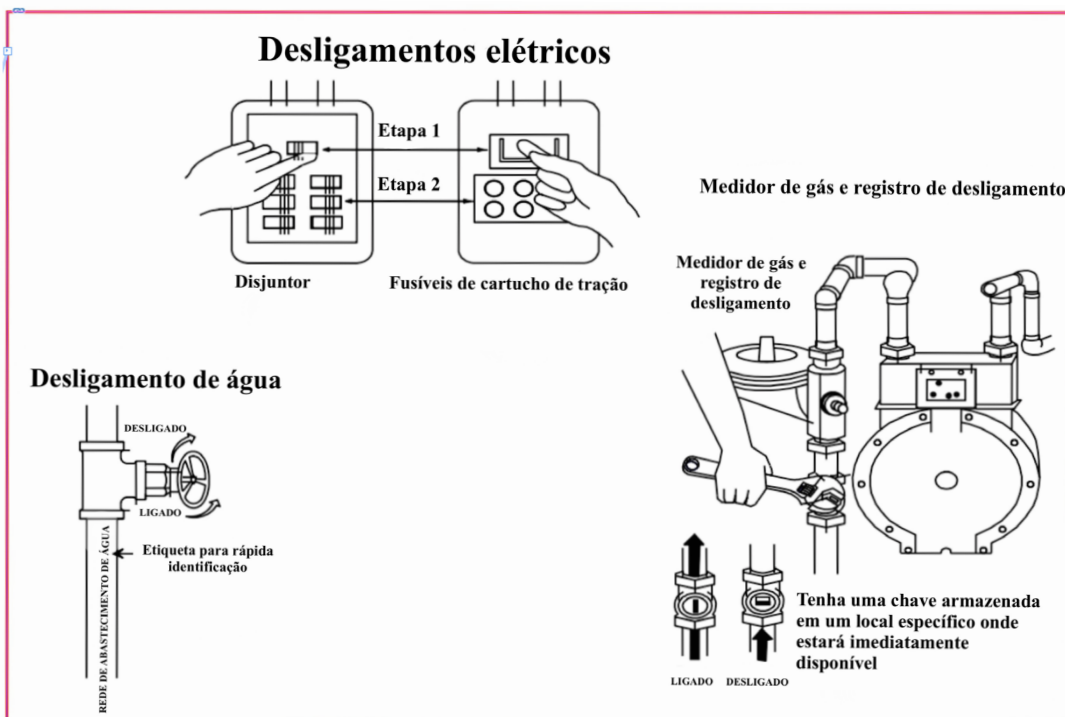 Desligamentos elétricos
Etapa 1
Etapa 2
Disjuntor
Fusíveis de cartucho de tração
Medidor de gás e registro de desligamento
Medidor de gás e
registro de
desligamento
Desligamento de água
DESLIGADO
LIGADO
Etiqueta para rápida
identificação
REDE DE ABASTECIMENTO DE ÁGUA
Tenha uma chave armazenada
em um local específico onde
estará imediatamente
disponível
LIGADO
DESLIGADO